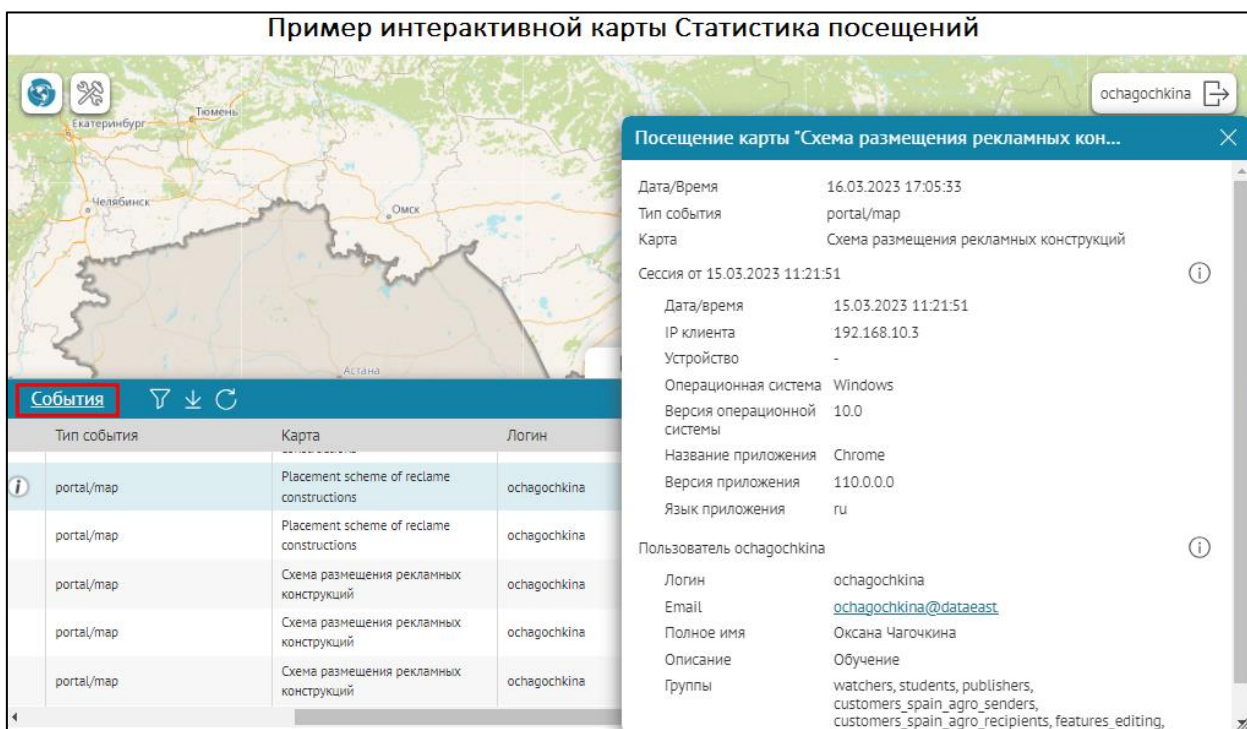 Пример интерактивной карты Статистика посещений
ochagochkina
Тюмень
Екатеринбург
Челябинск
Омск
Астана
События
Тип события Карта Логин
portal/map Placement scheme of reclame constructions ochagochkina
portal/map Placement scheme of reclame constructions ochagochkina
portal/map Схема размещения рекламных конструкций ochagochkina
portal/map Схема размещения рекламных конструкций ochagochkina
portal/map Схема размещения рекламных конструкций ochagochkina
Посещение карты "Схема размещения рекламных кон...
Дата/Время 16.03.2023 17:05:33
Тип события portal/map
Карта Схема размещения рекламных конструкций
Сессия от 15.03.2023 11:21:51
Дата/время 15.03.2023 11:21:51
IP клиента 192.168.10.3
Устройство -
Операционная система Windows
Версия операционной системы 10.0
Название приложения Chrome
Версия приложения 110.0.0.0
Язык приложения ru
Пользователь ochagochkina
Логин ochagochkina
Email ochagochkina@dataeast
Полное имя Оксана Чагочкина
Описание Обучение
Группы watchers, students, publishers,
customers_spain_agro_senders,
customers_spain_agro_recipients, features_editing,